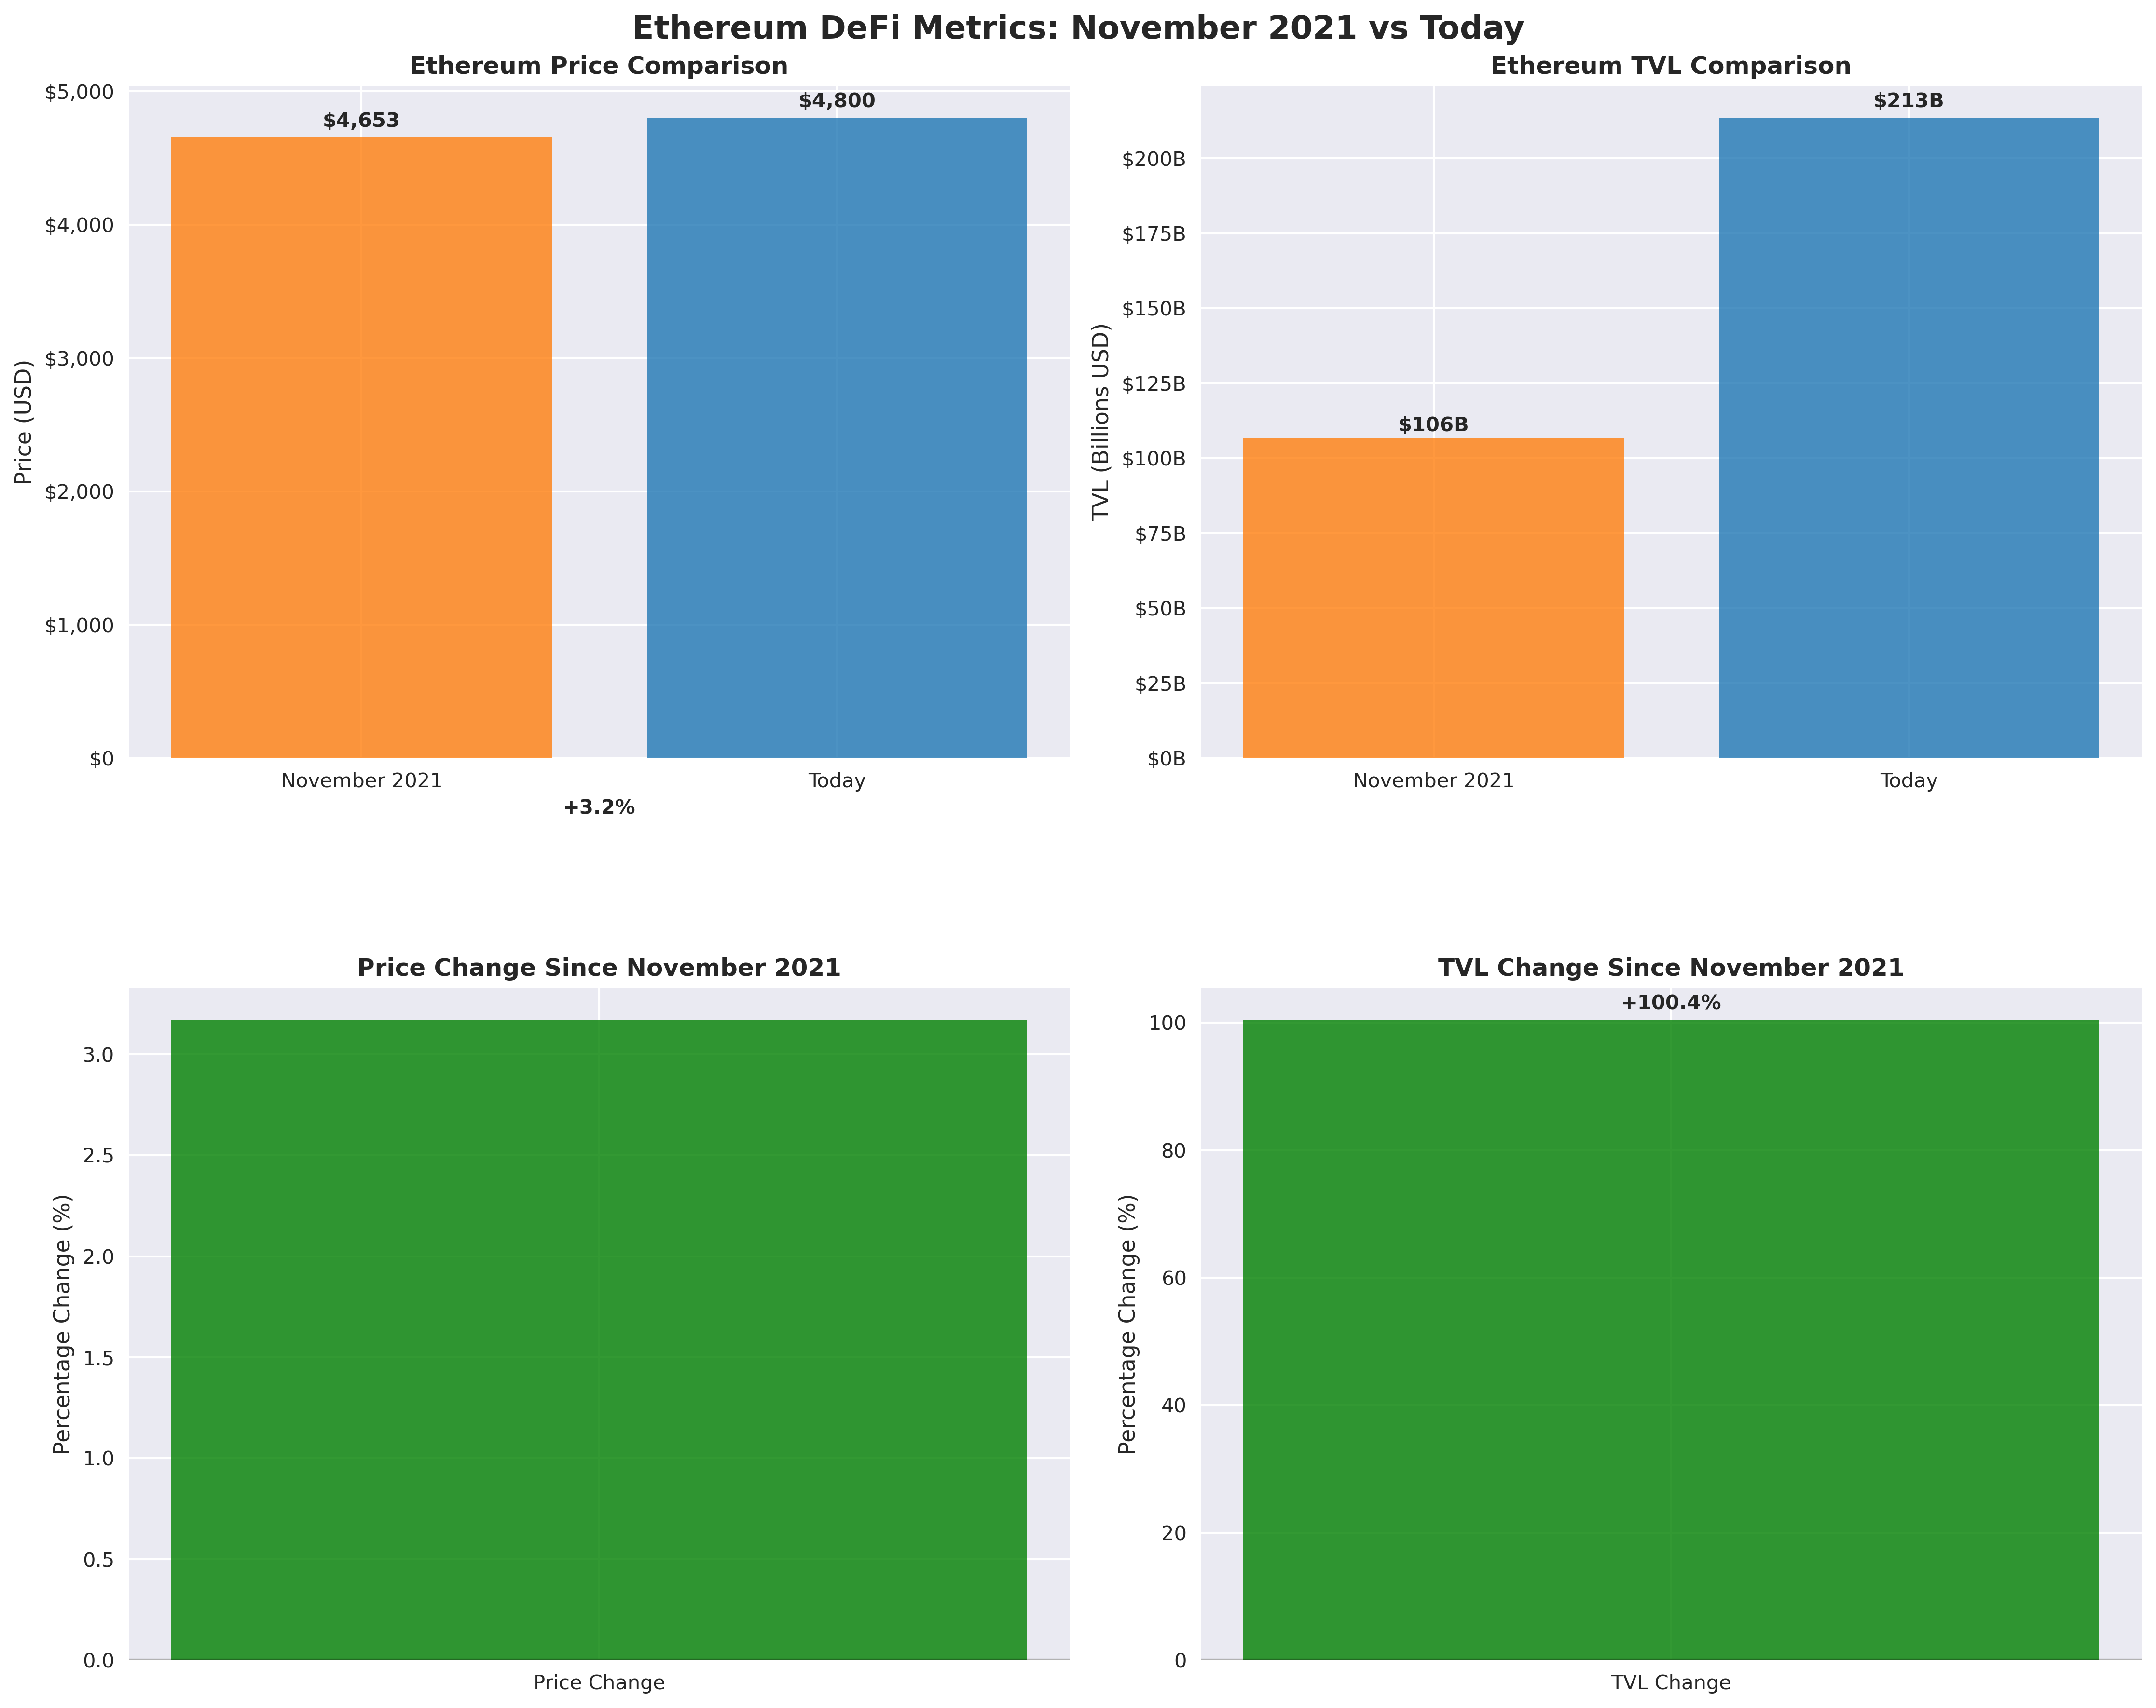 Ethereum DeFi Metrics: November 2021 vs Today
Ethereum Price Comparison
Price (USD)
$5,000
$4,000
$3,000
$2,000
$1,000
$0
$4,653
$4,800
November 2021
Today
+3.2%
Ethereum TVL Comparison
TVL (Billions USD)
$200B
$175B
$150B
$125B
$100B
$75B
$50B
$25B
$0B
$106B
$213B
November 2021
Today
Price Change Since November 2021
Percentage Change (%)
3.0
2.5
2.0
1.5
1.0
0.5
0.0
Price Change
TVL Change Since November 2021
+100.4%
Percentage Change (%)
100
80
60
40
20
0
TVL Change